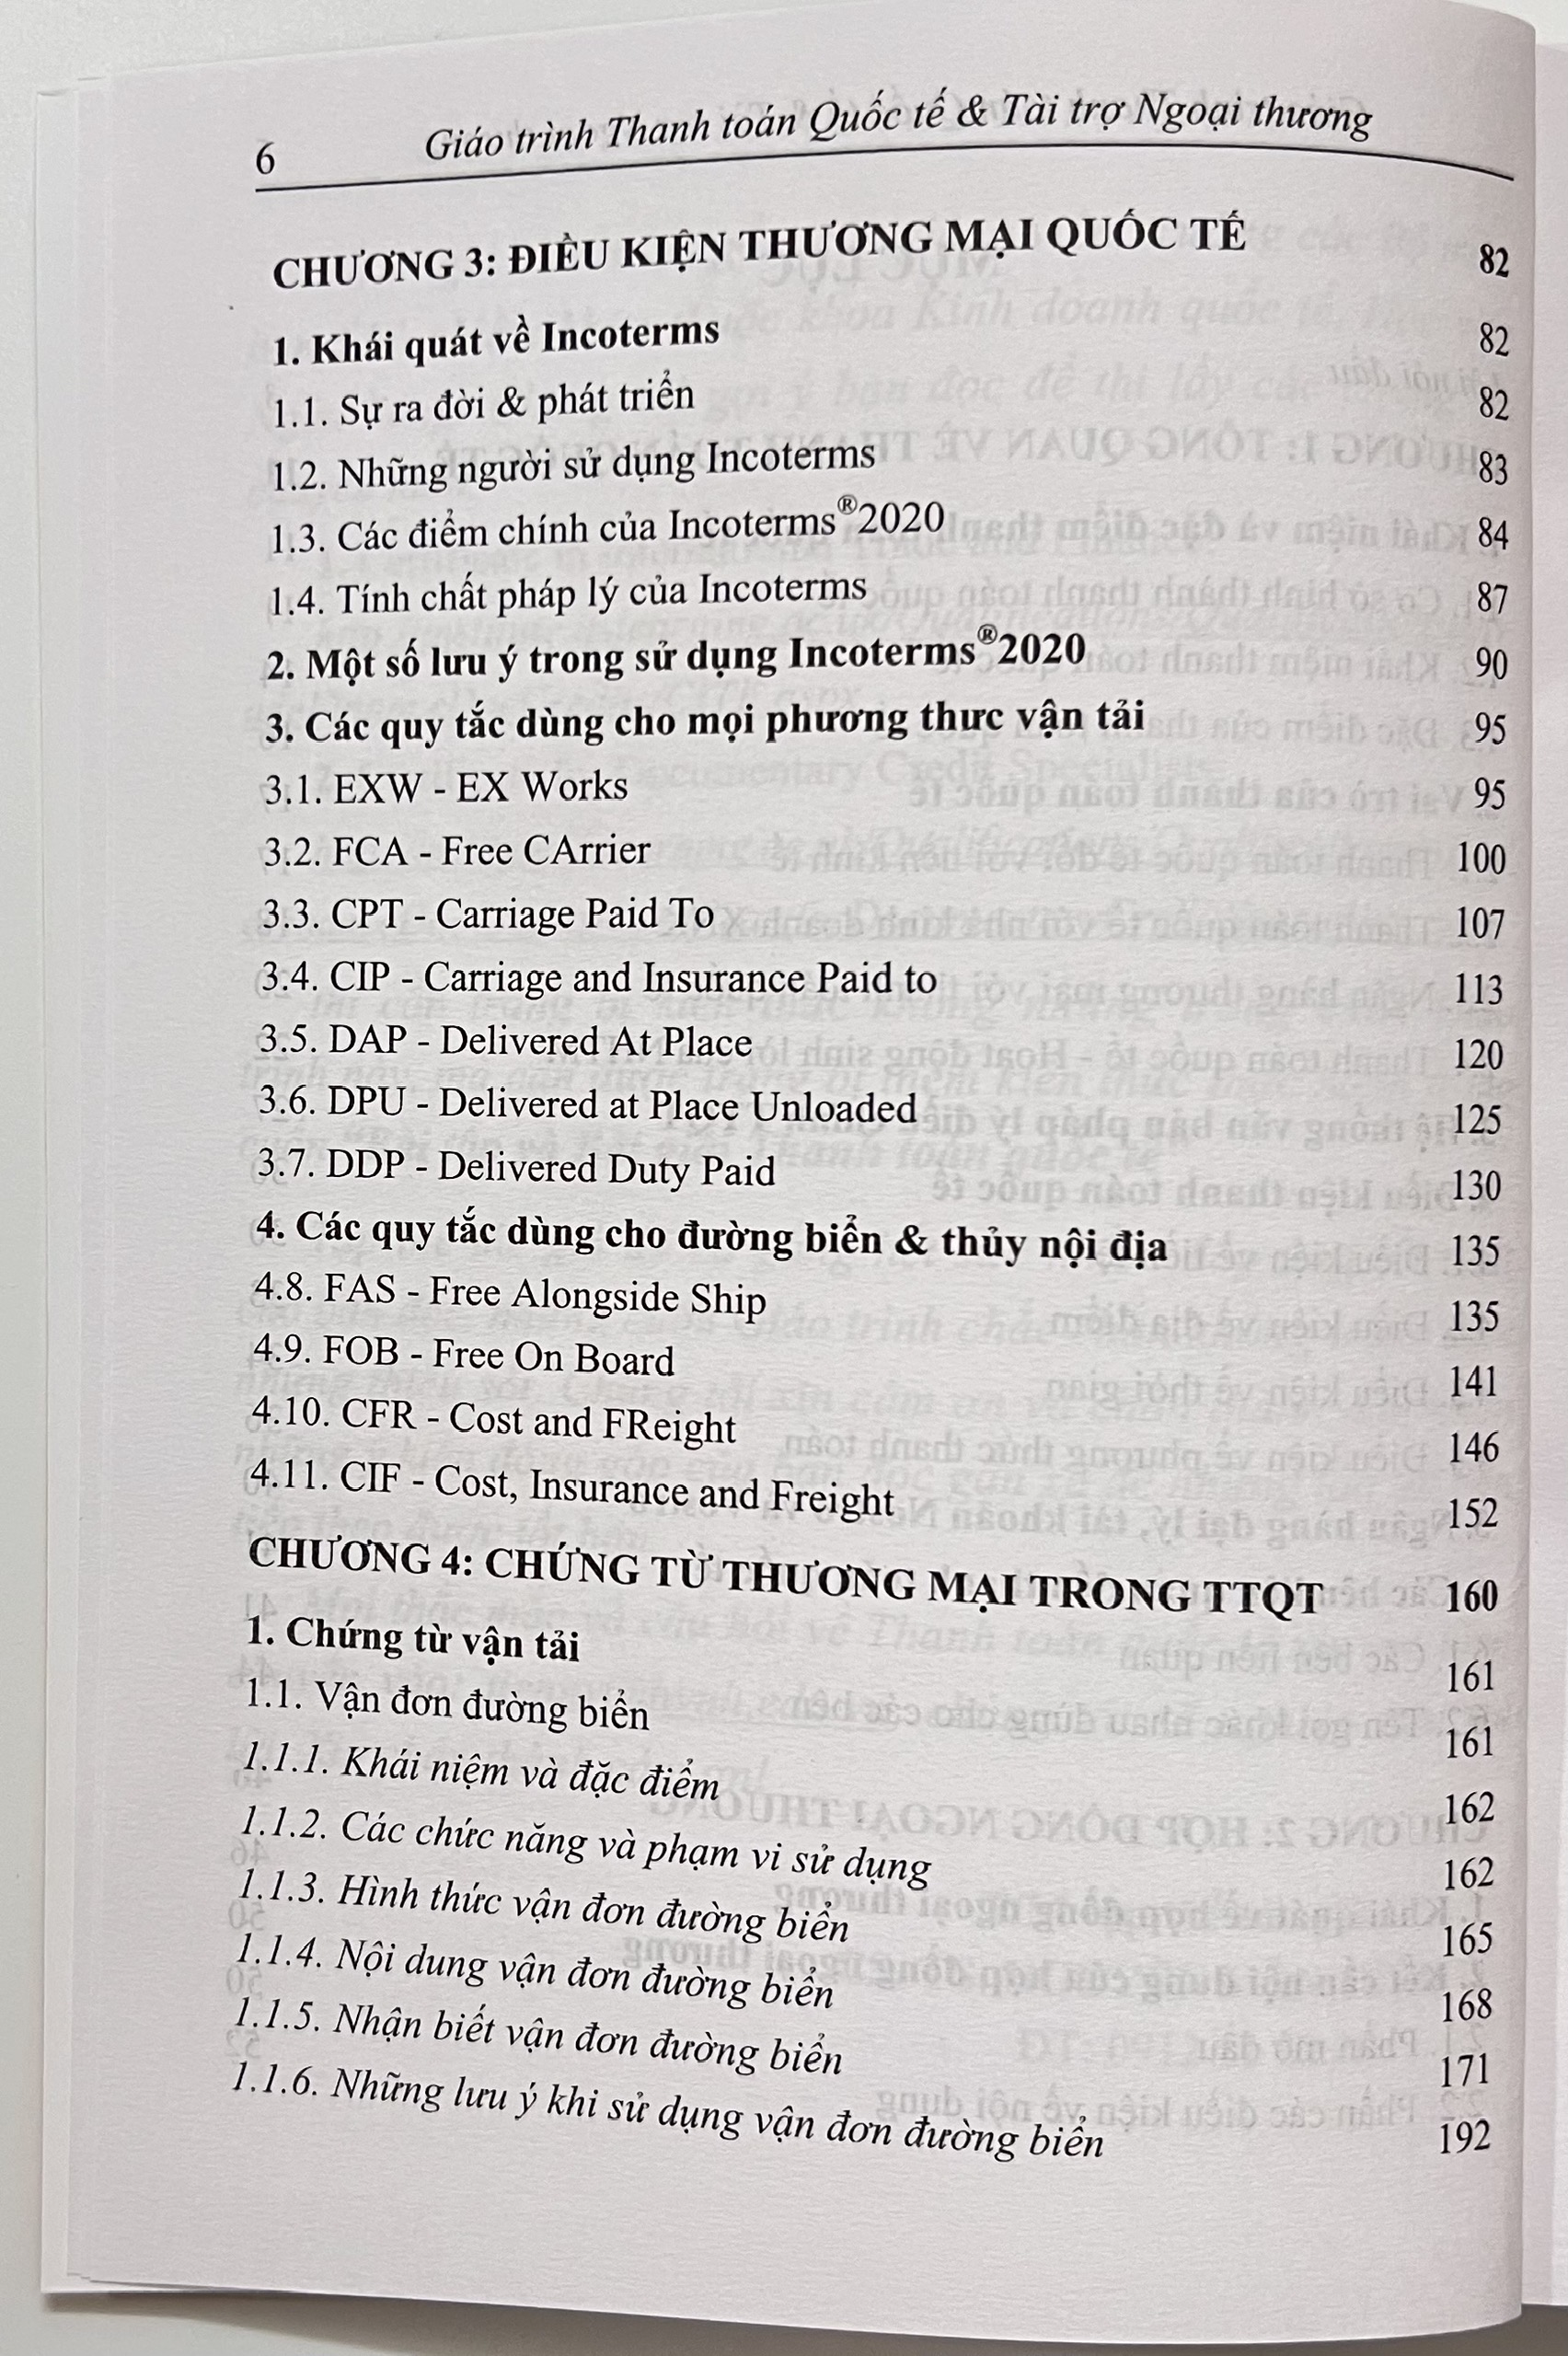 6 Giáo trình Thanh toán Quốc tế & Tài trợ Ngoại thương
CHƯƠNG 3: ĐIỀU KIỆN THƯƠNG MẠI QUỐC TẾ 82
1. Khái quát về Incoterms 82
1.1. Sự ra đời & phát triển 82
1.2. Những người sử dụng Incoterms 83
1.3. Các điểm chính của Incoterms®2020 84
1.4. Tính chất pháp lý của Incoterms 87
2. Một số lưu ý trong sử dụng Incoterms®2020 90
3. Các quy tắc dùng cho mọi phương thưc vận tải 95
3.1. EXW - EX Works 95
3.2. FCA - Free CArrier 100
3.3. CPT - Carriage Paid To 107
3.4. CIP - Carriage and Insurance Paid to 113
3.5. DAP - Delivered At Place 120
3.6. DPU - Delivered at Place Unloaded 125
3.7. DDP - Delivered Duty Paid 130
4. Các quy tắc dùng cho đường biển & thủy nội địa 135
4.8. FAS - Free Alongside Ship 135
4.9. FOB - Free On Board 141
4.10. CFR - Cost and FReight 146
4.11. CIF - Cost, Insurance and Freight 152
CHƯƠNG 4: CHỨNG TỪ THƯƠNG MẠI TRONG TTQT 160
1. Chứng từ vận tải 161
1.1. Vận đơn đường biển 161
1.1.1. Khái niệm và đặc điểm 162
1.1.2. Các chức năng và phạm vi sử dụng 162
1.1.3. Hình thức vận đơn đường biển 165
1.1.4. Nội dung vận đơn đường biển 168
1.1.5. Nhận biết vận đơn đường biển 171
1.1.6. Những lưu ý khi sử dụng vận đơn đường biển 192